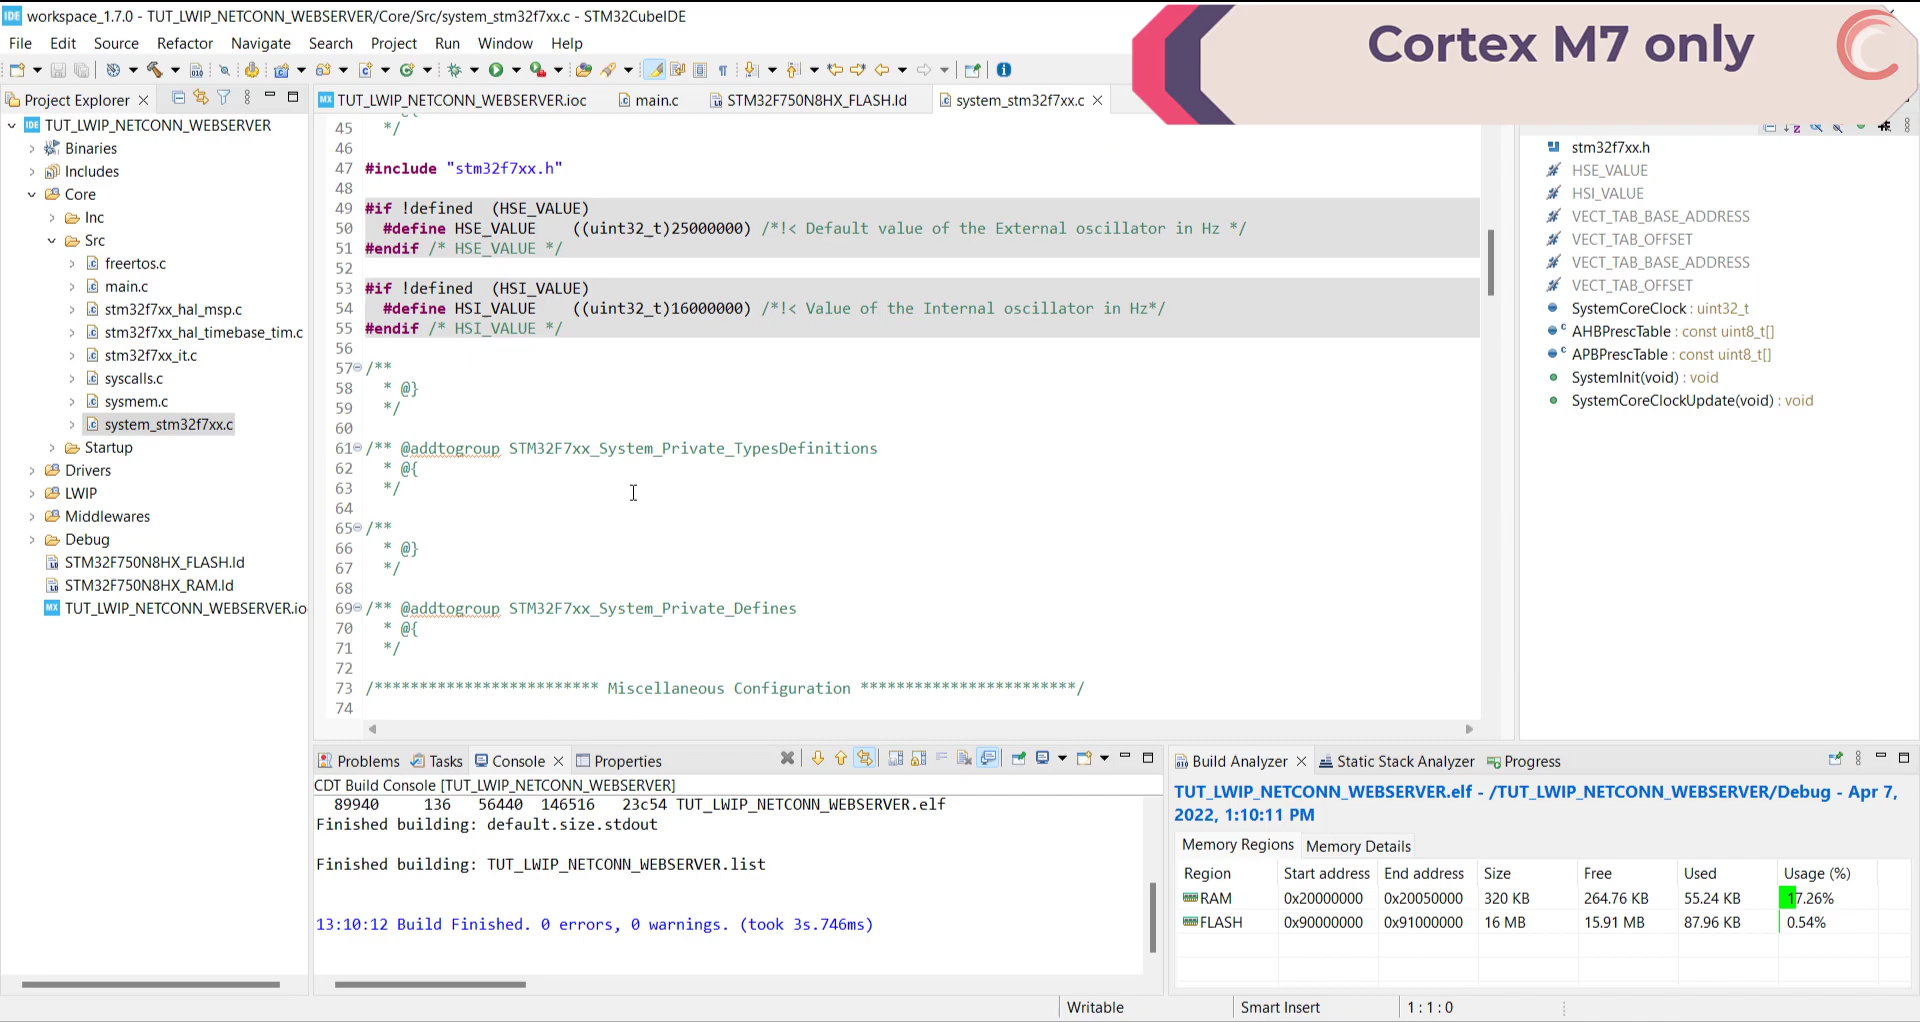 workspace_1.7.0 - TUT_LWIP_NETCONN_WEBSERVER/Core/Src/system_stm32f7xx.c - STM32CubeIDE
Cortex M7 only
File Edit Source Refactor Navigate Search Project Run Window Help
Project Explorer
TUT_LWIP_NETCONN_WEBSERVER
Binaries
Includes
Core
Inc
Src
freertos.c
main.c
stm32f7xx_hal_msp.c
stm32f7xx_hal_timebase_tim.c
stm32f7xx_it.c
syscalls.c
sysmem.c
system_stm32f7xx.c
Startup
Drivers
LWIP
Middlewares
Debug
STM32F750N8HX_FLASH.ld
STM32F750N8HX_RAM.ld
TUT_LWIP_NETCONN_WEBSERVER.io
TUT_LWIP_NETCONN_WEBSERVER.ioc main.c STM32F750N8HX_FLASH.ld system_stm32f7xx.c
45 */
46
47 #include "stm32f7xx.h"
48
49 #if !defined (HSE_VALUE)
50 #define HSE_VALUE ((uint32_t)25000000) /*!< Default value of the External oscillator in Hz */
51 #endif /* HSE_VALUE */
52
53 #if !defined (HSI_VALUE)
54 #define HSI_VALUE ((uint32_t)16000000) /*!< Value of the Internal oscillator in Hz*/
55 #endif /* HSI_VALUE */
56
57 /**
58 * @}
59 */
60
61 /** @addtogroup STM32F7xx_System_Private_TypesDefinitions
62 * @{
63 */
64
65 /**
66 * @}
67 */
68
69 /** @addtogroup STM32F7xx_System_Private_Defines
70 * @{
71 */
72
73 /************************* Miscellaneous Configuration ************************/
74
stm32f7xx.h
HSE_VALUE
HSI_VALUE
VECT_TAB_BASE_ADDRESS
VECT_TAB_OFFSET
VECT_TAB_BASE_ADDRESS
VECT_TAB_OFFSET
SystemCoreClock : uint32_t
AHBPrescTable : const uint8_t[]
APBPrescTable : const uint8_t[]
SystemInit(void) : void
SystemCoreClockUpdate(void) : void
Problems Tasks Console Properties
CDT Build Console [TUT_LWIP_NETCONN_WEBSERVER]
89940 136 56440 146516 23c54 TUT_LWIP_NETCONN_WEBSERVER.elf
Finished building: default.size.stdout
Finished building: TUT_LWIP_NETCONN_WEBSERVER.list
13:10:12 Build Finished. 0 errors, 0 warnings. (took 3s.746ms)
Build Analyzer Static Stack Analyzer Progress
TUT_LWIP_NETCONN_WEBSERVER.elf - /TUT_LWIP_NETCONN_WEBSERVER/Debug - Apr 7,
2022, 1:10:11 PM
Memory Regions Memory Details
Region Start address End address Size Free Used Usage (%)
RAM 0x20000000 0x20050000 320 KB 264.76 KB 55.24 KB 17.26%
FLASH 0x90000000 0x91000000 16 MB 15.91 MB 87.96 KB 0.54%
Writable Smart Insert 1 : 1 : 0